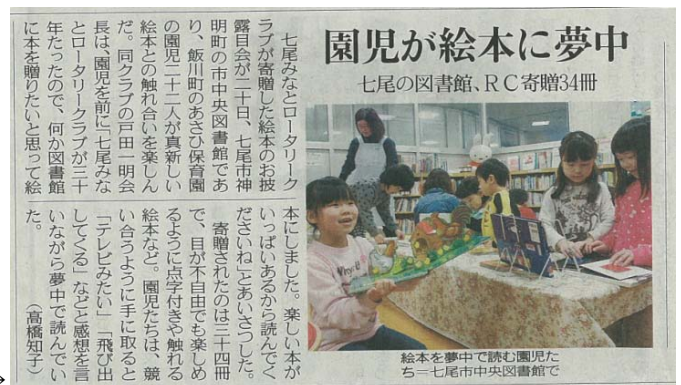 園児が絵本に夢中
七尾の図書館、RC寄贈34冊
七尾みなとロータリーク
ラブが寄贈した絵本のお披
露目会が二十日、七尾市神
明町の市中央図書館であ
り、飯川町のあさひ保育園
の園児二十二人が真新しい
絵本との触れ合いを楽しん
だ。同クラブの戸田一明会
長は、園児を前に「七尾みな
とロータリークラブが三十
年たったので、何か図書館
に本を贈りたいと思って絵
本にしました。楽しい本が
いっぱいあるから読んでく
ださいね」とあいさつした。
寄贈されたのは三十四冊
で、目が不自由でも楽しめ
るように点字付きや触れる
絵本など。園児たちは、競
い合うように手に取ると
「テレビみたい」「飛び出
してくる」などと感想を言
いながら夢中で読んでい
た。
(高橋知子)
絵本を夢中で読む園児た
ち＝七尾市中央図書館で